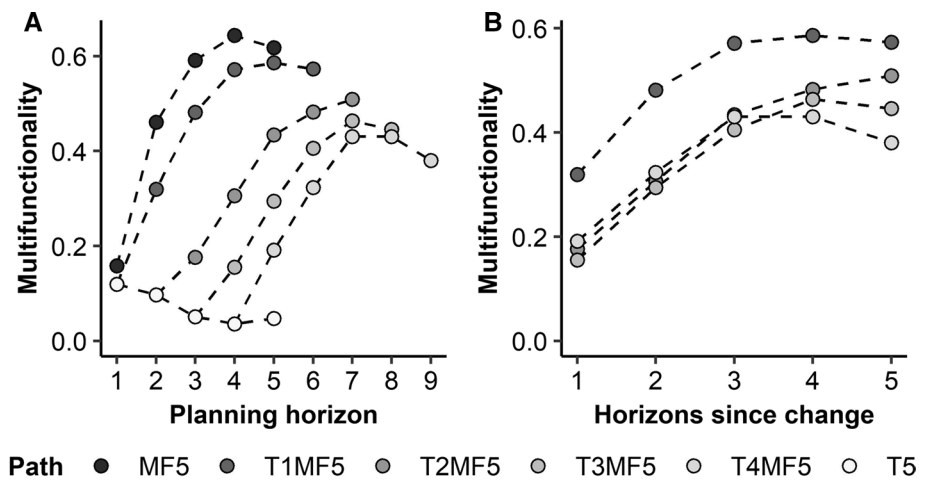 A
Multifunctionality
0.6
0.4
0.2
0.0
1 2 3 4 5 6 7 8 9
Planning horizon
B
Multifunctionality
0.6
0.4
0.2
0.0
1 2 3 4 5
Horizons since change
Path MF5 T1MF5 T2MF5 T3MF5 T4MF5 T5